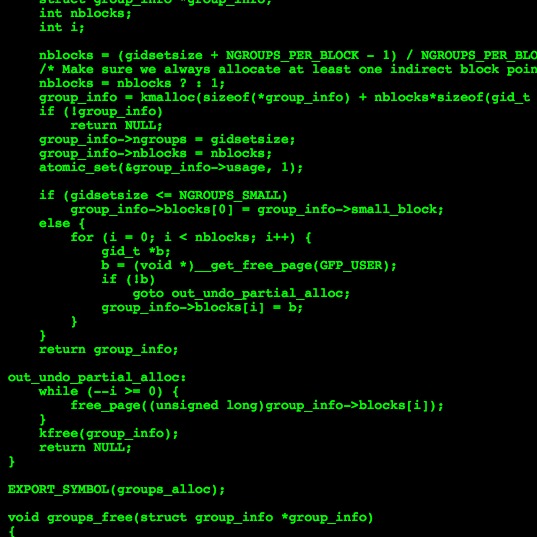 struct group_info *group_info;
    int nblocks;
    int i;

    nblocks = (gidsetsize + NGROUPS_PER_BLOCK - 1) / NGROUPS_PER_BLO
    /* Make sure we always allocate at least one indirect block poin
    nblocks = nblocks ? : 1;
    group_info = kmalloc(sizeof(*group_info) + nblocks*sizeof(gid_t
    if (!group_info)
        return NULL;
    group_info->ngroups = gidsetsize;
    group_info->nblocks = nblocks;
    atomic_set(&group_info->usage, 1);

    if (gidsetsize <= NGROUPS_SMALL)
        group_info->blocks[0] = group_info->small_block;
    else {
        for (i = 0; i < nblocks; i++) {
            gid_t *b;
            b = (void *)__get_free_page(GFP_USER);
            if (!b)
                goto out_undo_partial_alloc;
            group_info->blocks[i] = b;
        }
    }
    return group_info;

out_undo_partial_alloc:
    while (--i >= 0) {
        free_page((unsigned long)group_info->blocks[i]);
    }
    kfree(group_info);
    return NULL;
}

EXPORT_SYMBOL(groups_alloc);

void groups_free(struct group_info *group_info)
{